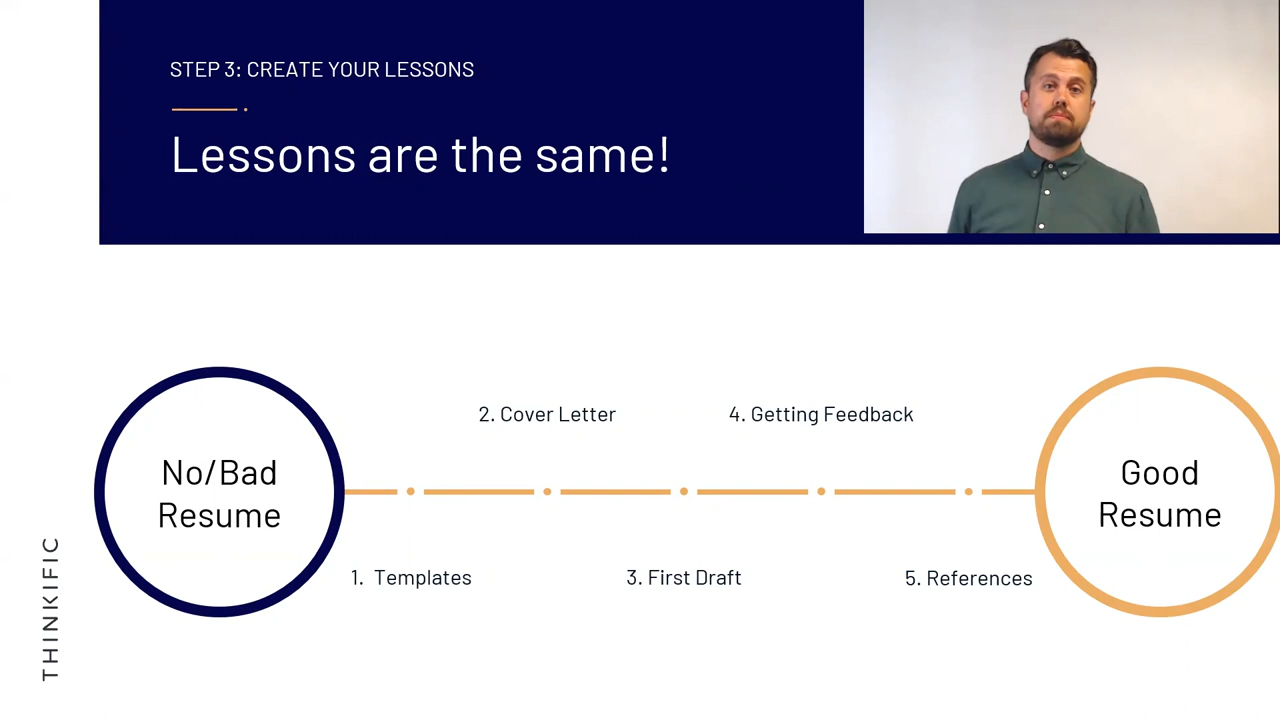 STEP 3: CREATE YOUR LESSONS
Lessons are the same!
No/Bad
Resume
1. Templates
2. Cover Letter
3. First Draft
4. Getting Feedback
5. References
Good
Resume
THINKIFIC